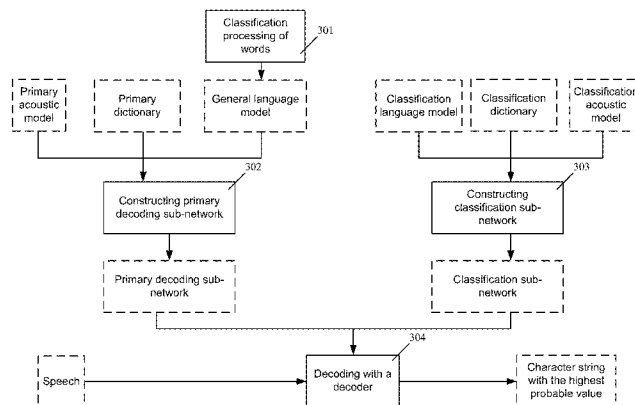 Classification
processing of
words
301
Primary
acoustic
model
Primary
dictionary
General language
model
Classification
language model
Classification
dictionary
Classification
acoustic model
302
303
Constructing primary
decoding sub-network
Constructing
classification sub-
network
Primary decoding sub-
network
Classification sub-
network
304
Speech
Decoding with a
decoder
Character string
with the highest
probable value